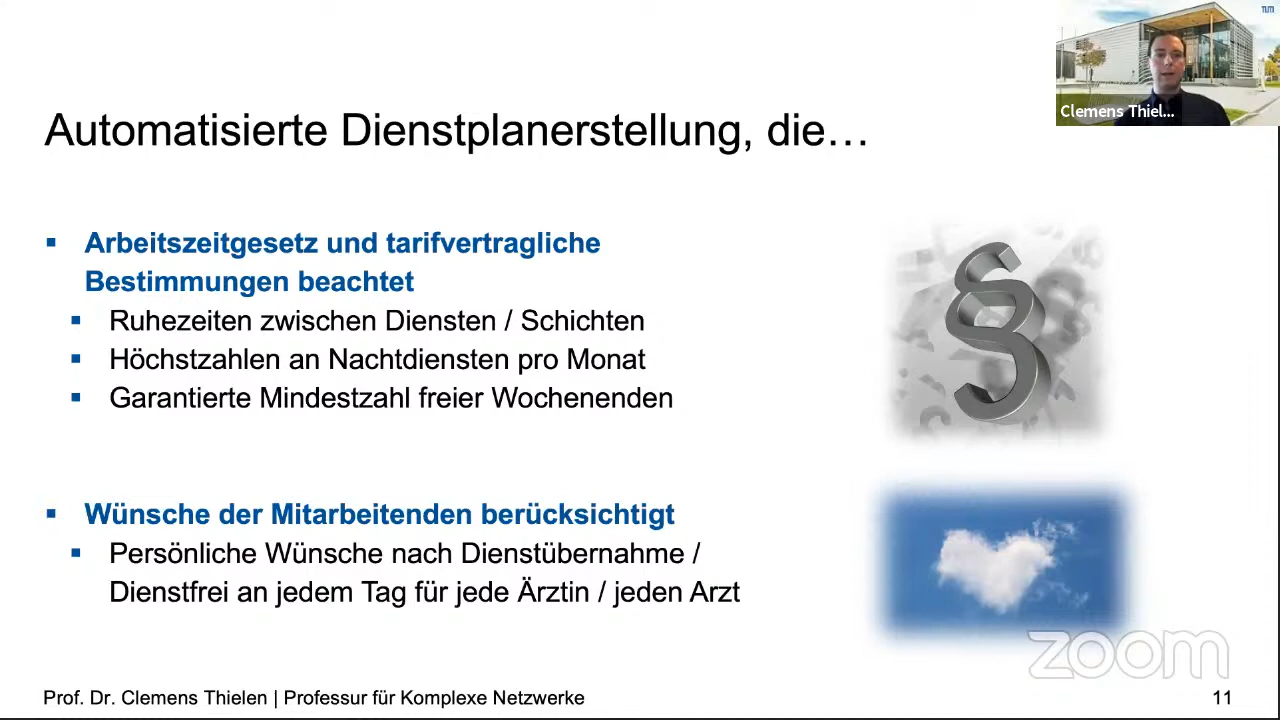 TUM
Clemens Thiel...
Automatisierte Dienstplanerstellung, die…
Arbeitszeitgesetz und tarifvertragliche
Bestimmungen beachtet
Ruhezeiten zwischen Diensten / Schichten
Höchstzahlen an Nachtdiensten pro Monat
Garantierte Mindestzahl freier Wochenenden
Wünsche der Mitarbeitenden berücksichtigt
Persönliche Wünsche nach Dienstübernahme /
Dienstfrei an jedem Tag für jede Ärztin / jeden Arzt
zoom
Prof. Dr. Clemens Thielen | Professur für Komplexe Netzwerke
11